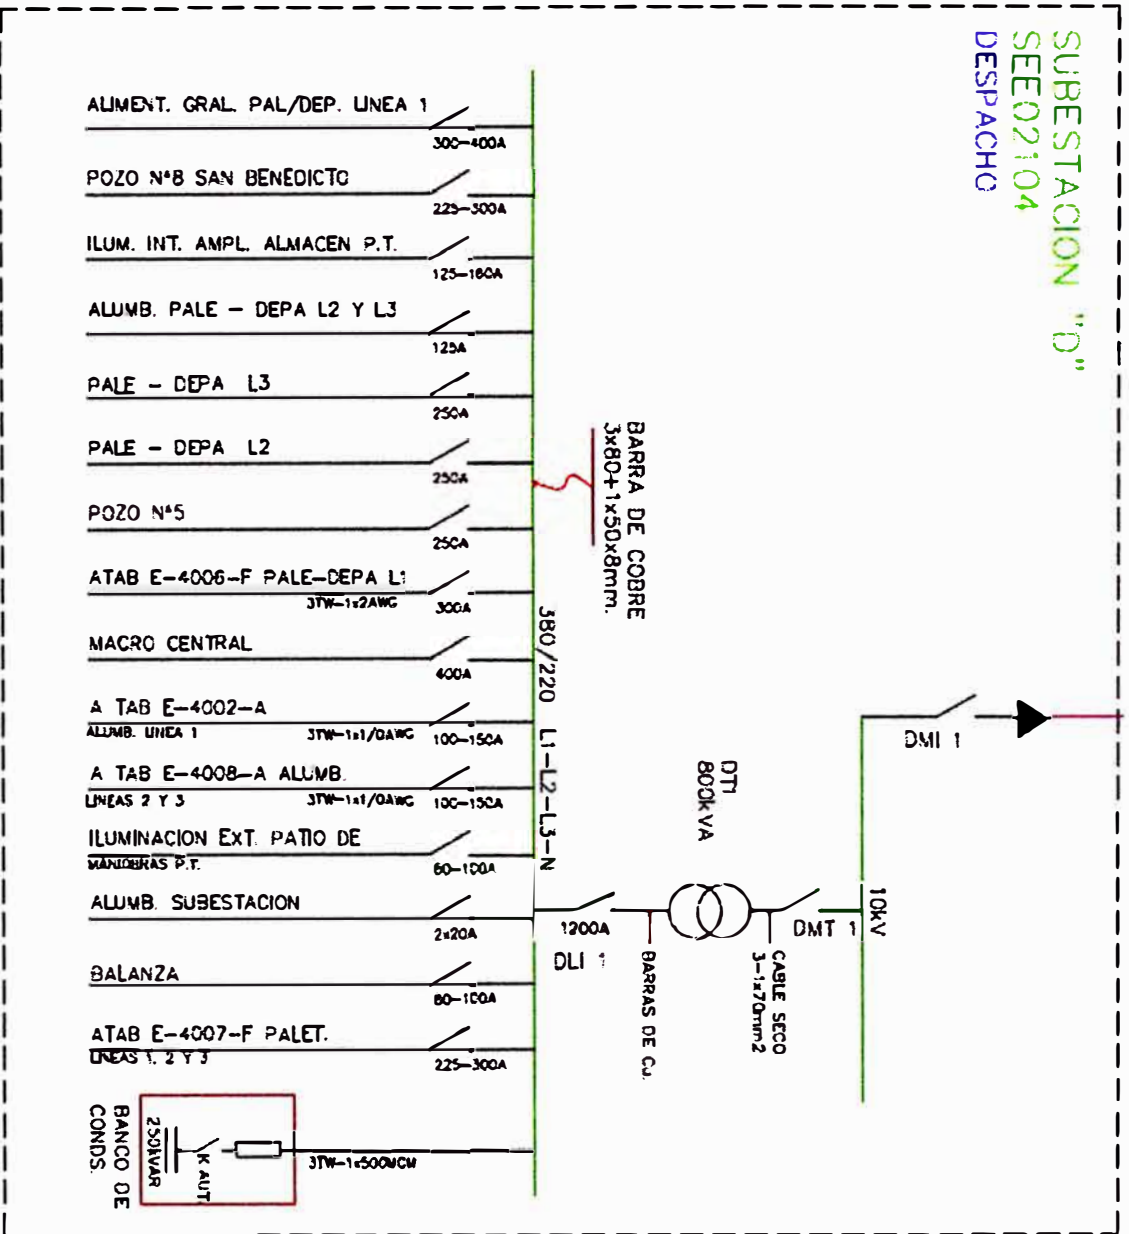 SUBESTACION "D"
SEE02104
DESPACHO
ALIMENT. GRAL. PAL/DEP. LINEA 1
300-400A
POZO N°8 SAN BENEDICTO
225-300A
ILUM. INT. AMPL. ALMACEN P.T.
125-160A
ALUMB. PALE - DEPA L2 Y L3
125A
PALE - DEPA L3
250A
PALE - DEPA L2
250A
POZO N°5
250A
ATAB E-4006-F PALE-DEPA L1
3TW-1x2AWG
300A
MACRO CENTRAL
400A
A TAB E-4002-A
ALUMB. LINEA 1
3TW-1x1/0AWG
100-150A
A TAB E-4008-A ALUMB.
LINEAS 2 Y 3
3TW-1x1/0AWG
100-150A
ILUMINACION EXT. PATIO DE
MANIOBRAS P.T.
60-100A
ALUMB. SUBESTACION
2x20A
BALANZA
80-100A
ATAB E-4007-F PALET.
LINEAS 1, 2 Y 3
225-300A
BANCO DE
CONDS.
250kVAR
K AUT.
3TW-1x500MCM
BARRA DE COBRE
3x80+1x50x8mm.
380/220 L1-L2-L3-N
1200A
DLI 1
BARRAS DE CU.
DT1
800kVA
CABLE SECO
3-1x70mm2
DMT 1
10kV
DMI 1